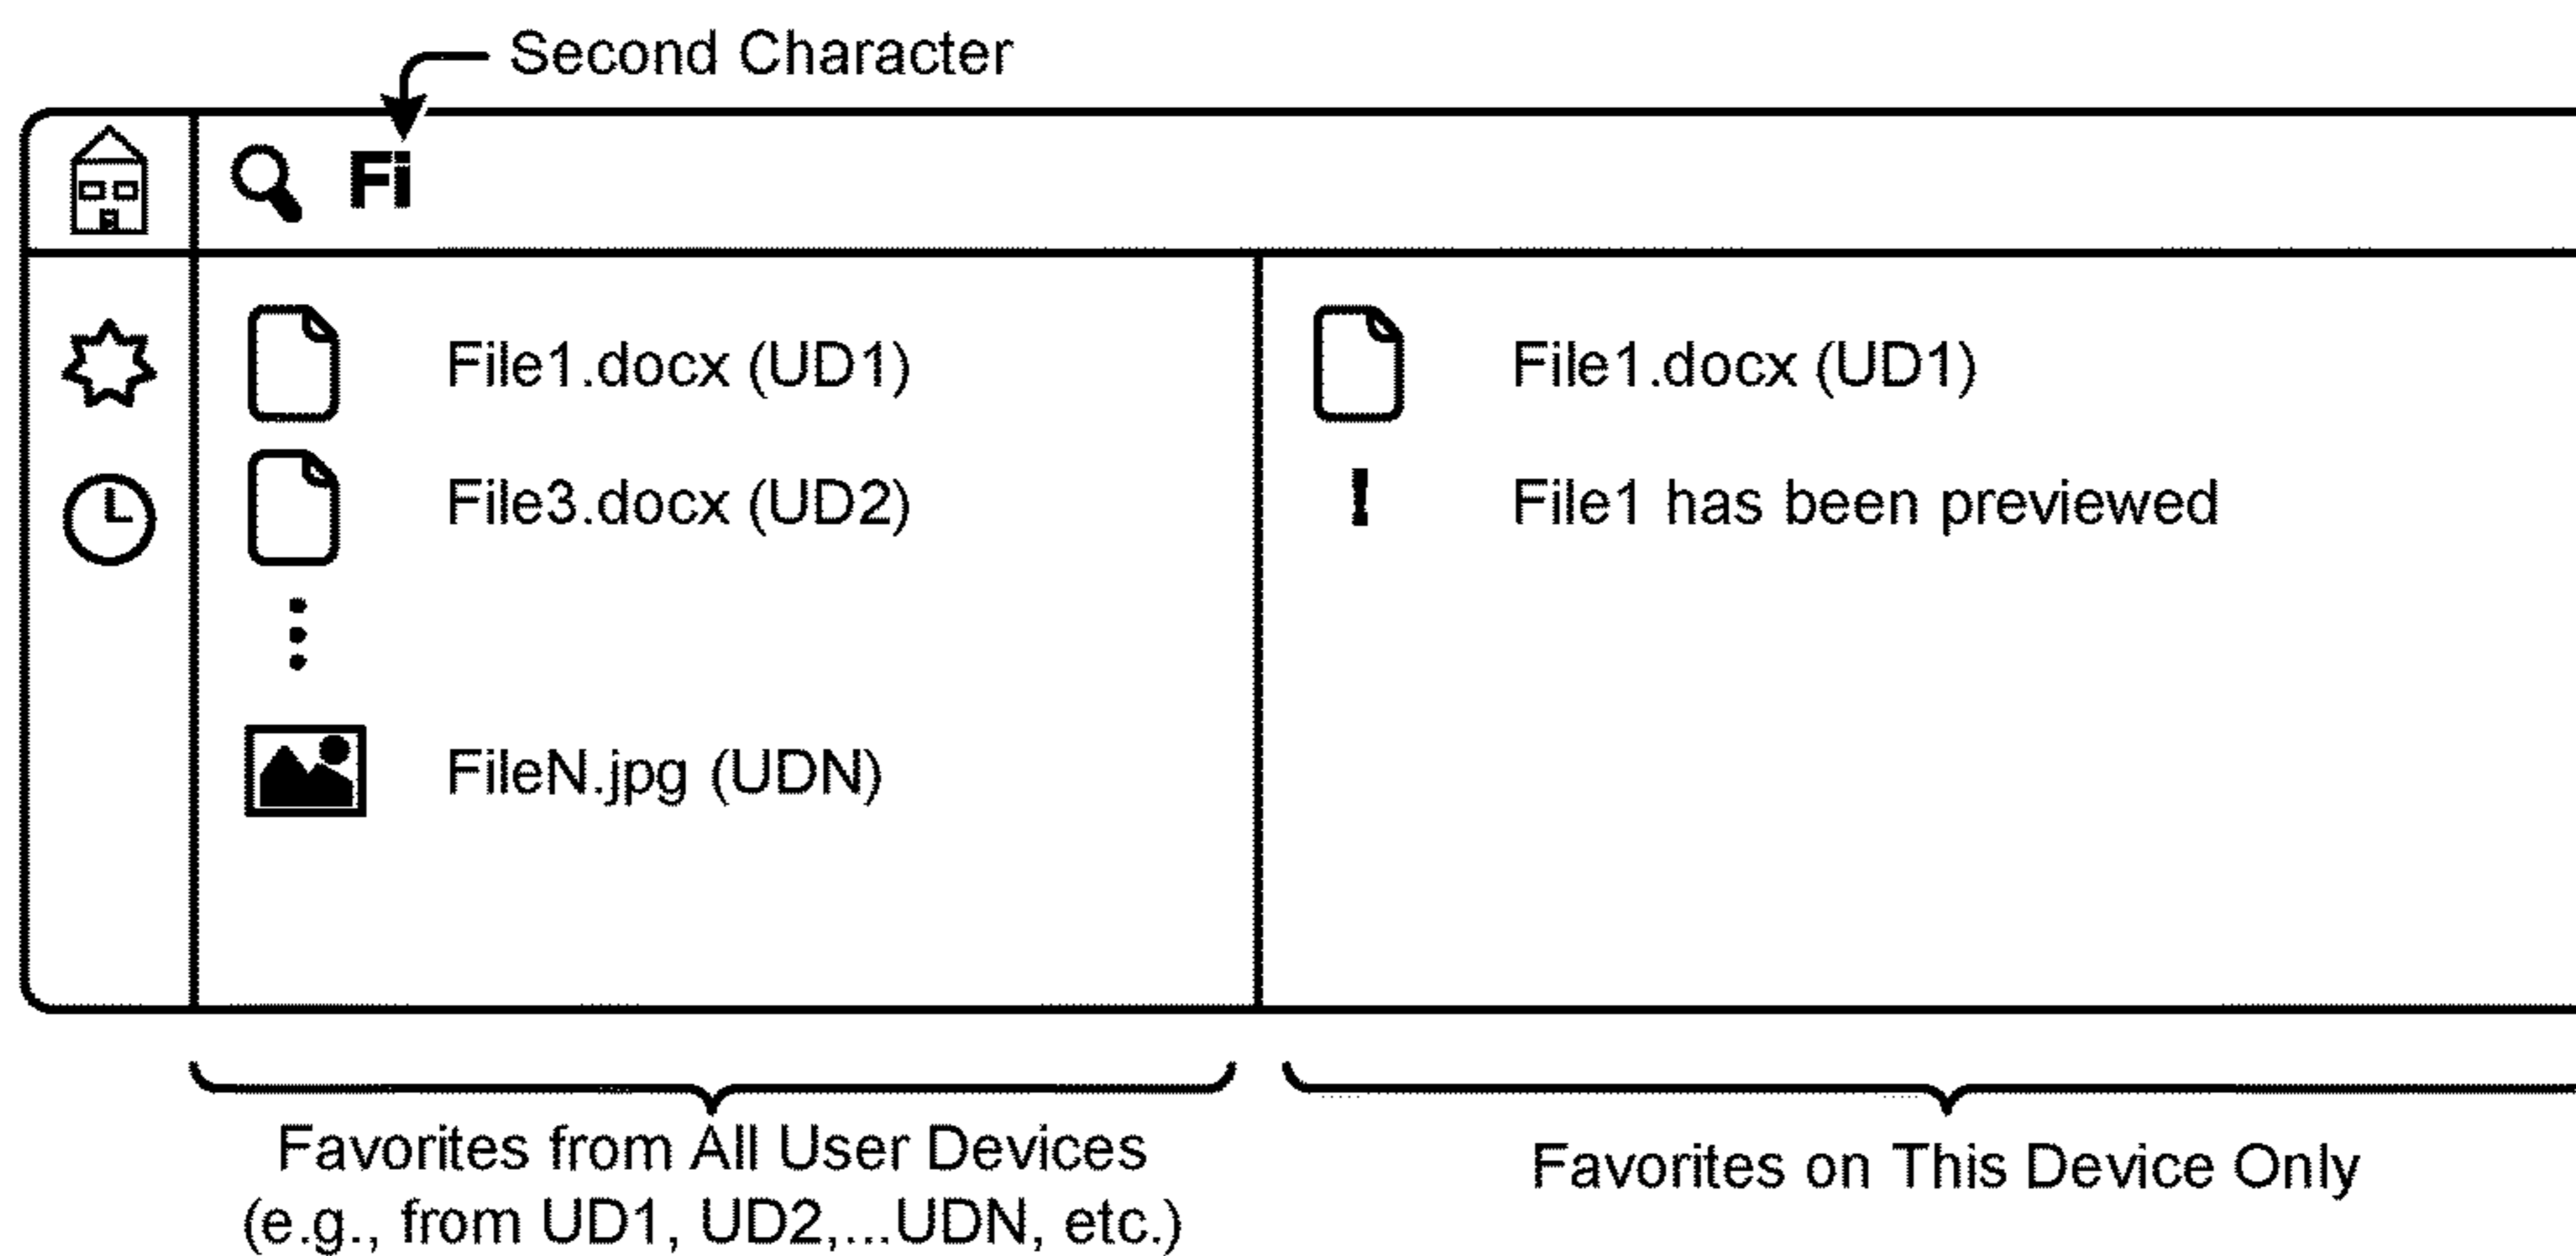 Second Character
Fi
File1.docx (UD1)
File3.docx (UD2)
FileN.jpg (UDN)
File1.docx (UD1)
! File1 has been previewed
Favorites from All User Devices
(e.g., from UD1, UD2,...UDN, etc.)
Favorites on This Device Only